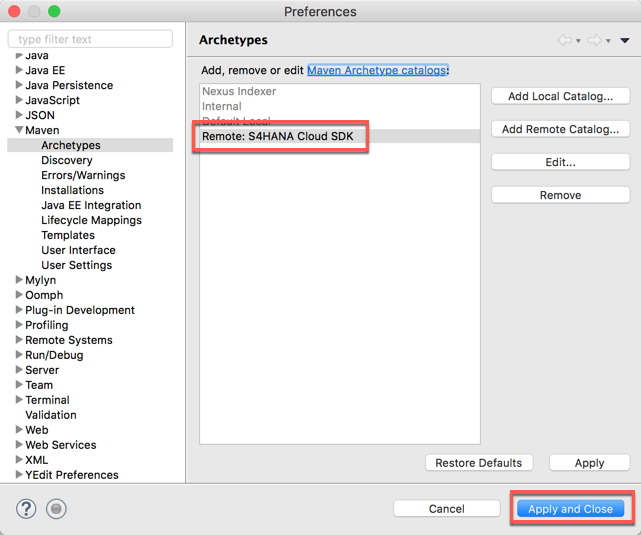 Preferences
type filter text
Java
Java EE
Java Persistence
JavaScript
JSON
Maven
Archetypes
Discovery
Errors/Warnings
Installations
Java EE Integration
Lifecycle Mappings
Templates
User Interface
User Settings
Mylyn
Oomph
Plug-in Development
Profiling
Remote Systems
Run/Debug
Server
Team
Terminal
Validation
Web
Web Services
XML
YEdit Preferences
Archetypes
Add, remove or edit Maven Archetype catalogs:
Nexus Indexer
Internal
Default Local
Remote: S4HANA Cloud SDK
Add Local Catalog...
Add Remote Catalog...
Edit...
Remove
Restore Defaults
Apply
?
Cancel
Apply and Close